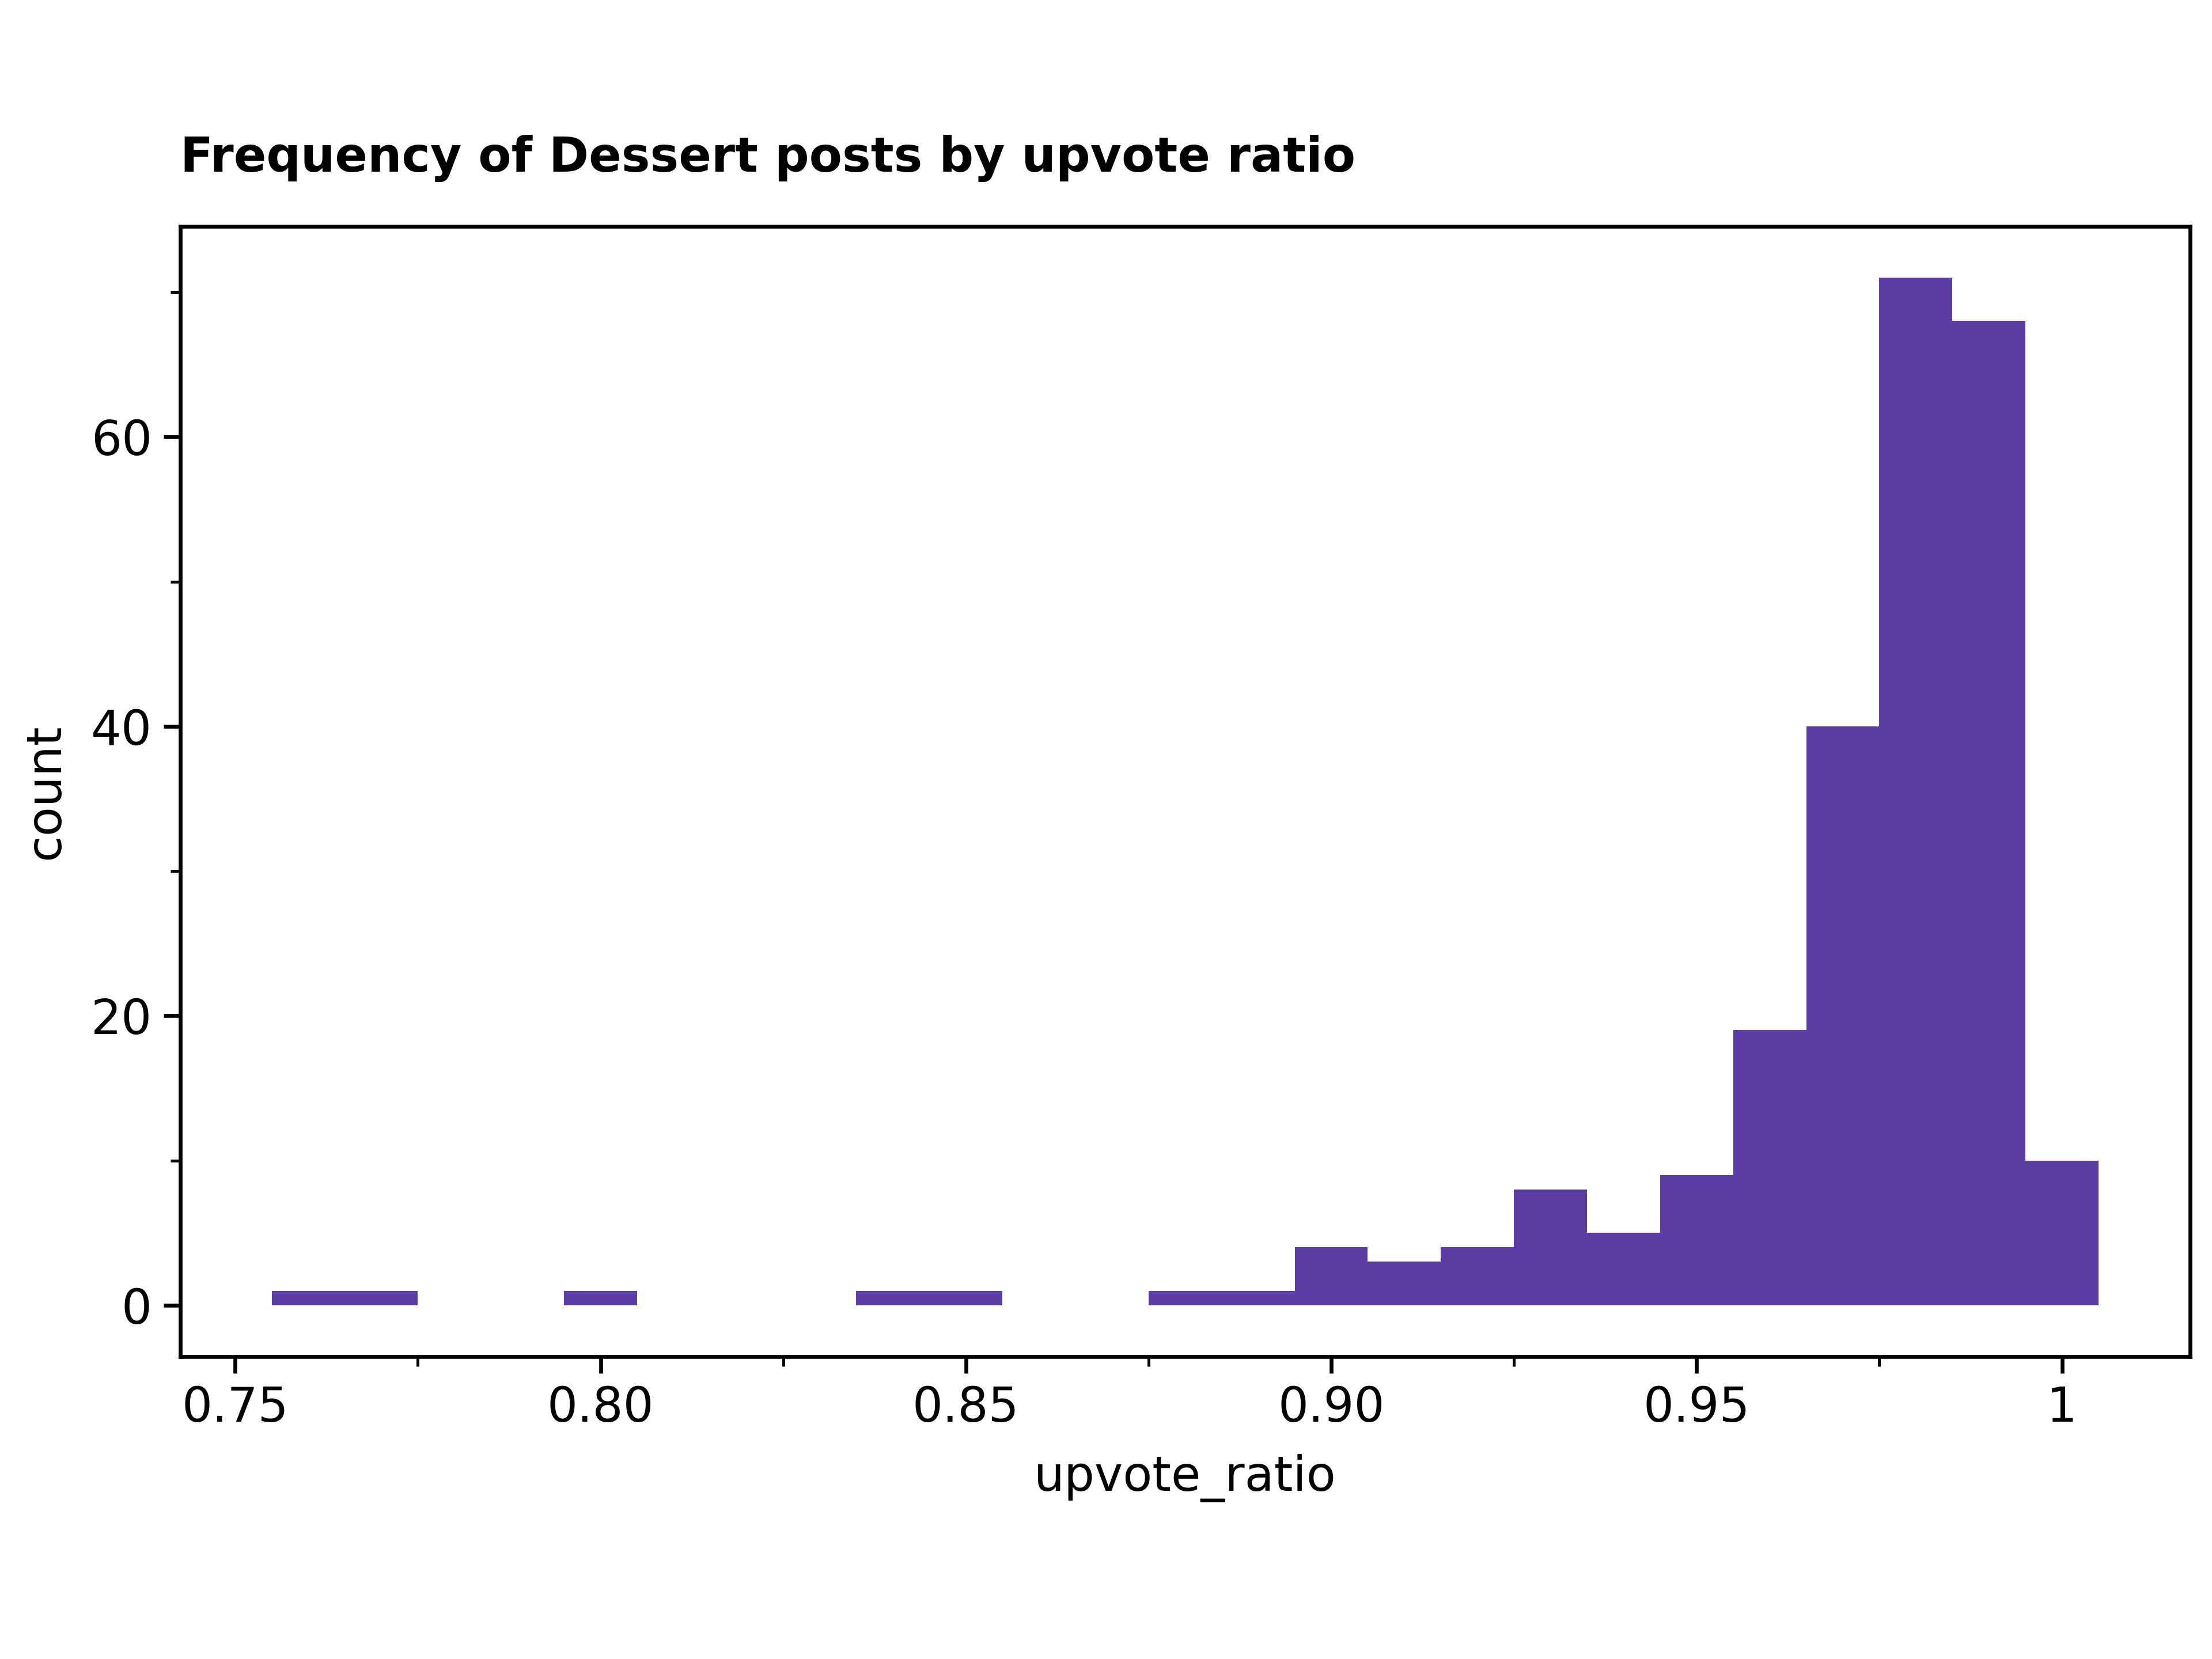 Frequency of Dessert posts by upvote ratio
count
60
40
20
0
0.75 0.80 0.85 0.90 0.95 1
upvote_ratio